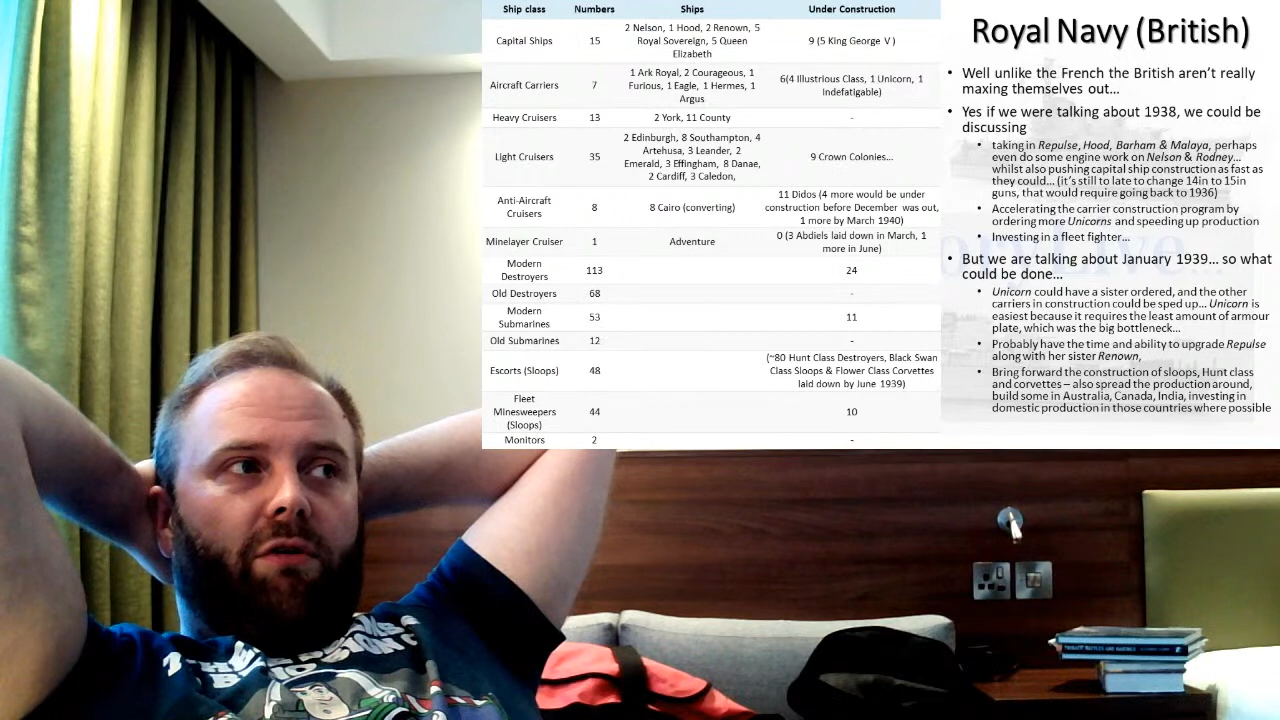 Ship class Numbers Ships Under Construction
Capital Ships 15 2 Nelson, 1 Hood, 2 Renown, 5 Royal Sovereign, 5 Queen Elizabeth 9 (5 King George V )
Aircraft Carriers 7 1 Ark Royal, 2 Courageous, 1 Furious, 1 Eagle, 1 Hermes, 1 Argus 6(4 Illustrious Class, 1 Unicorn, 1 Indefatigable)
Heavy Cruisers 13 2 York, 11 County -
Light Cruisers 35 2 Edinburgh, 8 Southampton, 4 Artehusa, 3 Leander, 2 Emerald, 3 Effingham, 8 Danae, 2 Cardiff, 3 Caledon, 9 Crown Colonies...
Anti-Aircraft Cruisers 8 8 Cairo (converting) 11 Didos (4 more would be under construction before December was out, 1 more by March 1940)
Minelayer Cruiser 1 Adventure 0 (3 Abdiels laid down in March, 1 more in June)
Modern Destroyers 113 24
Old Destroyers 68 -
Modern Submarines 53 11
Old Submarines 12 -
Escorts (Sloops) 48 (~80 Hunt Class Destroyers, Black Swan Class Sloops & Flower Class Corvettes laid down by June 1939)
Fleet Minesweepers (Sloops) 44 10
Monitors 2 -
Royal Navy (British)
• Well unlike the French the British aren't really
maxing themselves out...
• Yes if we were talking about 1938, we could be
discussing
• taking in Repulse, Hood, Barham & Malaya, perhaps
even do some engine work on Nelson & Rodney...
whilst also pushing capital ship construction as fast as
they could... (it's still to late to change 14in to 15in
guns, that would require going back to 1936)
• Accelerating the carrier construction program by
ordering more Unicorns and speeding up production
• Investing in a fleet fighter...
• But we are talking about January 1939... so what
could be done...
• Unicorn could have a sister ordered, and the other
carriers in construction could be sped up... Unicorn is
easiest because it requires the least amount of armour
plate, which was the big bottleneck...
• Probably have the time and ability to upgrade Repulse
along with her sister Renown,
• Bring forward the construction of sloops, Hunt class
and corvettes – also spread the production around,
build some in Australia, Canada, India, investing in
domestic production in those countries where possible